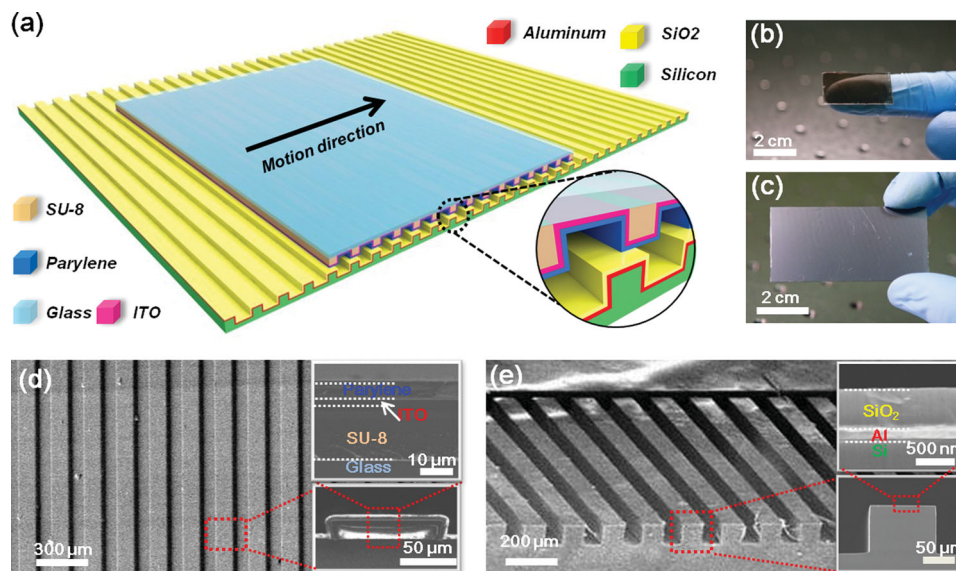 (a)
Aluminum
SiO2
Silicon
Motion direction
SU-8
Parylene
Glass
ITO
(b)
2 cm
(c)
2 cm
(d)
300 μm
Parylene
ITO
SU-8
Glass
10 μm
50 μm
(e)
200 μm
SiO₂
Al
Si
500 nm
50 μm